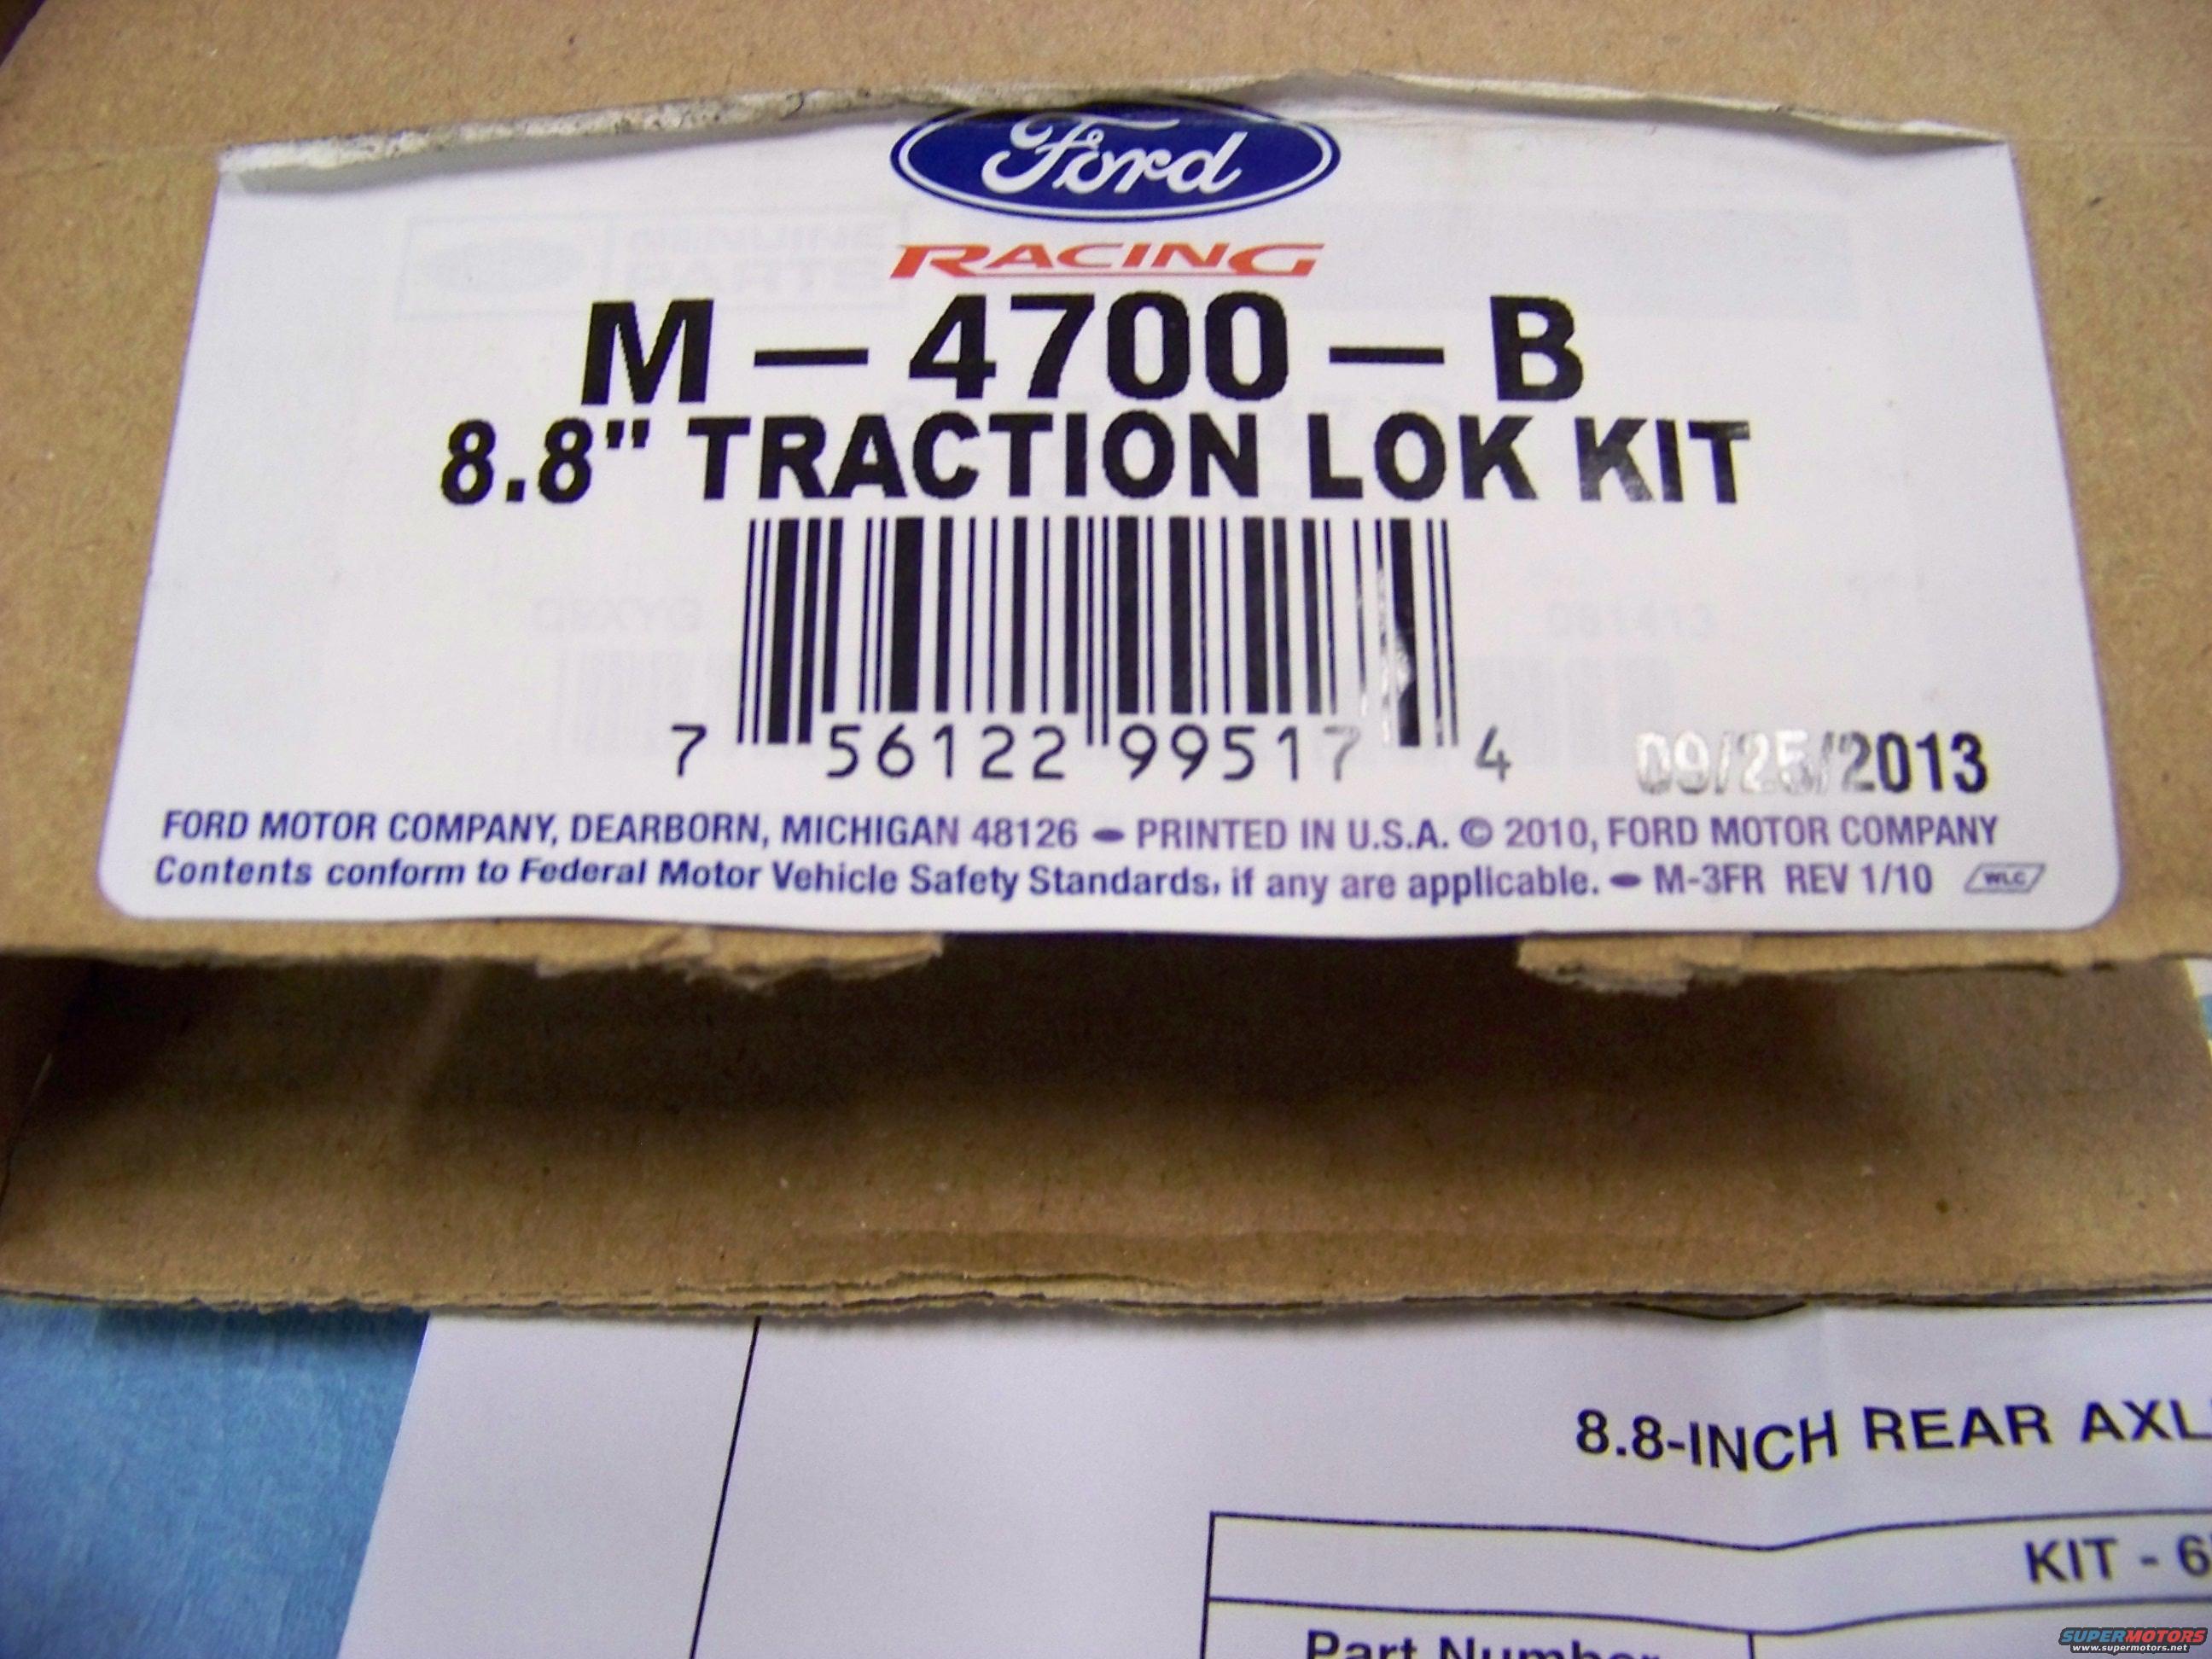 Ford
RACING
M-4700-B
8.8" TRACTION LOK KIT
7 56122 99517 4
09/25/2013
FORD MOTOR COMPANY, DEARBORN, MICHIGAN 48126 - PRINTED IN U.S.A. © 2010, FORD MOTOR COMPANY
Contents conform to Federal Motor Vehicle Safety Standards, if any are applicable. - M-3FR REV 1/10 WLC
8.8-INCH REAR
KIT - 6
Part Number
SUPERMOTORS
www.supermotors.net